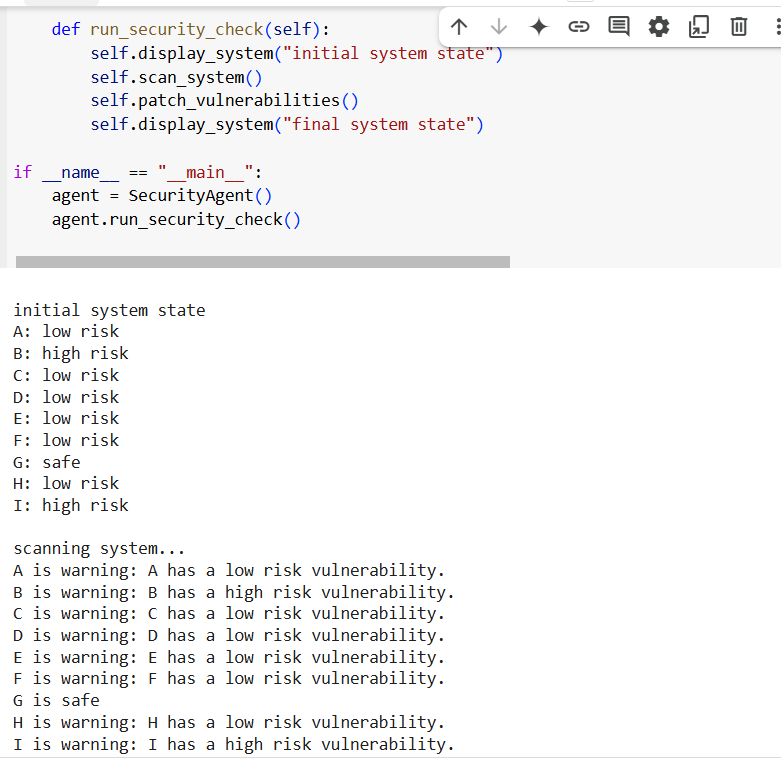 def run_security_check(self):
self.display_system("initial system state")
self.scan_system()
self.patch_vulnerabilities()
self.display_system("final system state")
if __name__ == "__main__":
agent = SecurityAgent()
agent.run_security_check()
initial system state
A: low risk
B: high risk
C: low risk
D: low risk
E: low risk
F: low risk
G: safe
H: low risk
I: high risk
scanning system...
A is warning: A has a low risk vulnerability.
B is warning: B has a high risk vulnerability.
C is warning: C has a low risk vulnerability.
D is warning: D has a low risk vulnerability.
E is warning: E has a low risk vulnerability.
F is warning: F has a low risk vulnerability.
G is safe
H is warning: H has a low risk vulnerability.
I is warning: I has a high risk vulnerability.